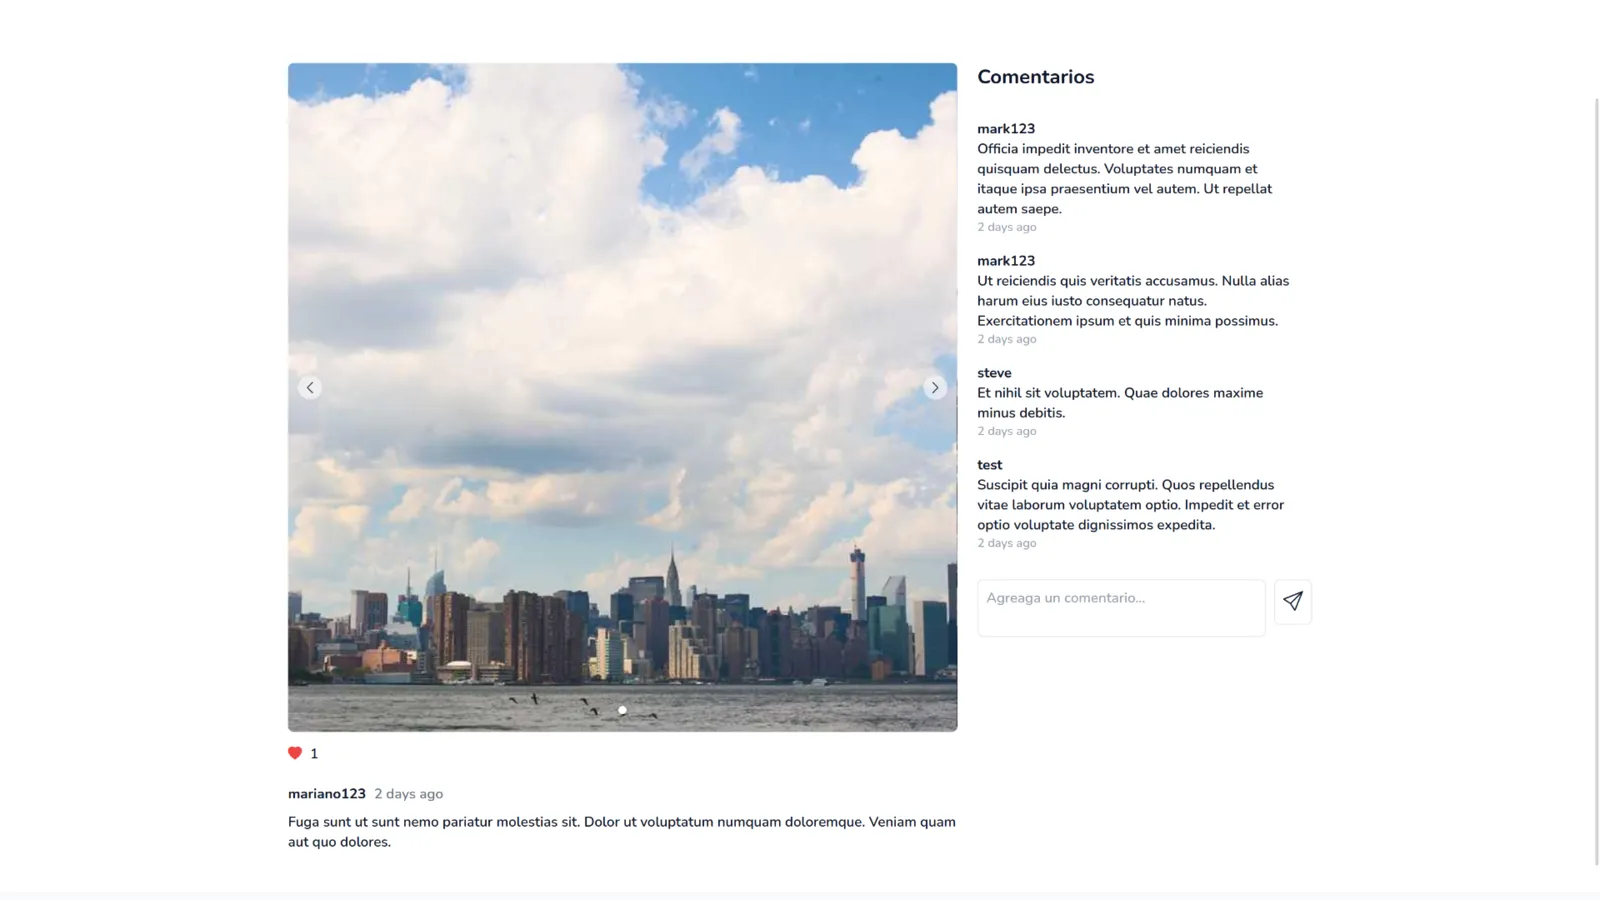 Comentarios
mark123
Officia impedit inventore et amet reiciendis
quisquam delectus. Voluptates numquam et
itaque ipsa praesentium vel autem. Ut repellat
autem saepe.
2 days ago
mark123
Ut reiciendis quis veritatis accusamus. Nulla alias
harum eius iusto consequatur natus.
Exercitationem ipsum et quis minima possimus.
2 days ago
steve
Et nihil sit voluptatem. Quae dolores maxime
minus debitis.
2 days ago
test
Suscipit quia magni corrupti. Quos repellendus
vitae laborum voluptatem optio. Impedit et error
optio voluptate dignissimos expedita.
2 days ago
Agreaga un comentario...
1
mariano123 2 days ago
Fuga sunt ut sunt nemo pariatur molestias sit. Dolor ut voluptatum numquam doloremque. Veniam quam
aut quo dolores.